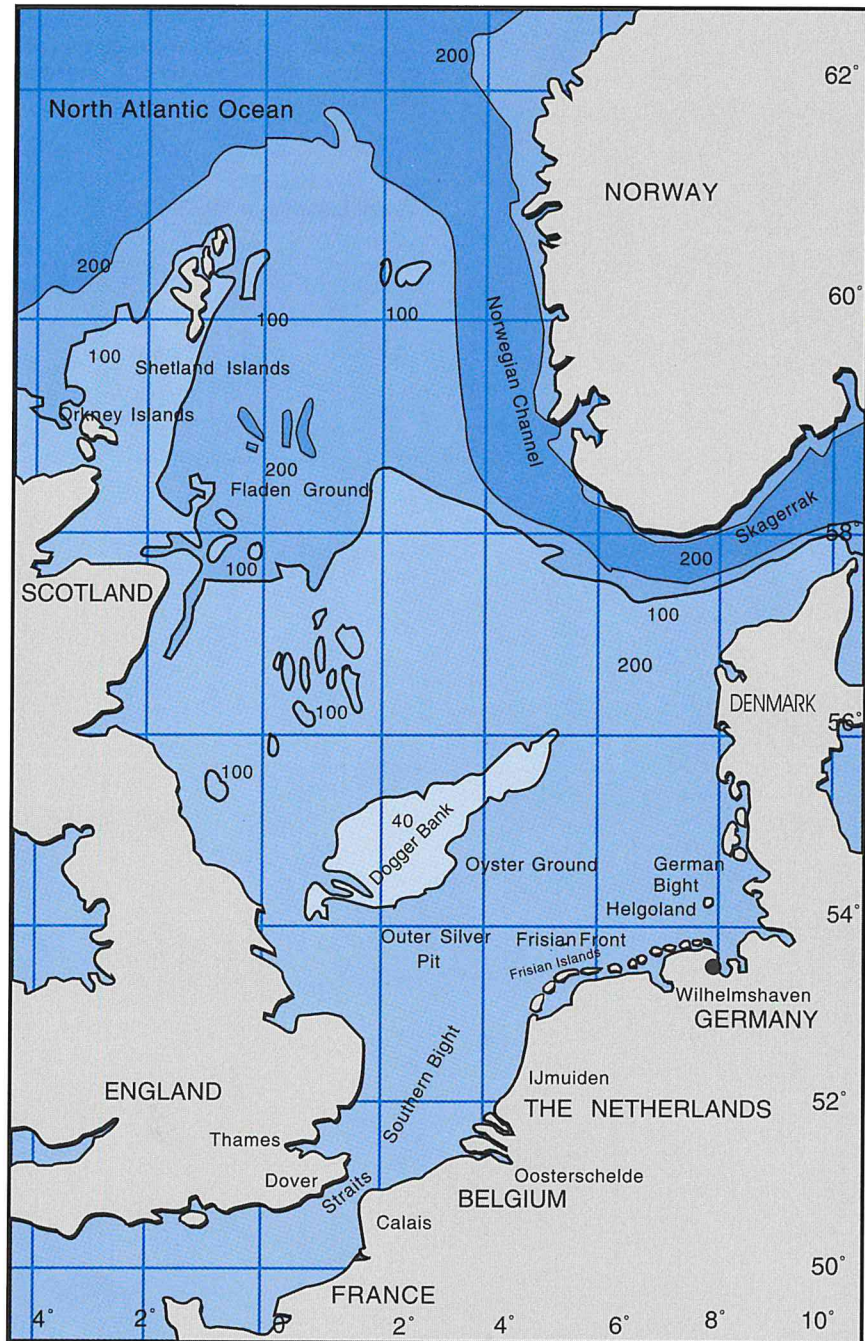 200
62°
North Atlantic Ocean
NORWAY
200
60°
100
100
Norwegian Channel
100
Shetland Islands
Orkney Islands
200
Fladen Ground
Skagerrak
58°
200
100
SCOTLAND
100
200
DENMARK
100
56°
100
40
Dogger Bank
Oyster Ground
German
Bight
Helgoland
54°
Outer Silver
Pit
Frisian Front
Frisian Islands
Wilhelmshaven
GERMANY
Southern Bight
IJmuiden
ENGLAND
52°
THE NETHERLANDS
Thames
Dover
Straits
Oosterschelde
BELGIUM
Calais
50°
FRANCE
4°
2°
0°
2°
4°
6°
8°
10°